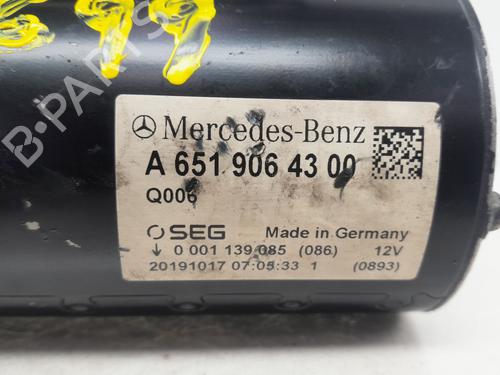 Mercedes-Benz
A 651 906 43 00
Q006
SEG Made in Germany
0 001 139 085 (086) 12V
20191017 07:05:33 1 (0893)
B-PARTS